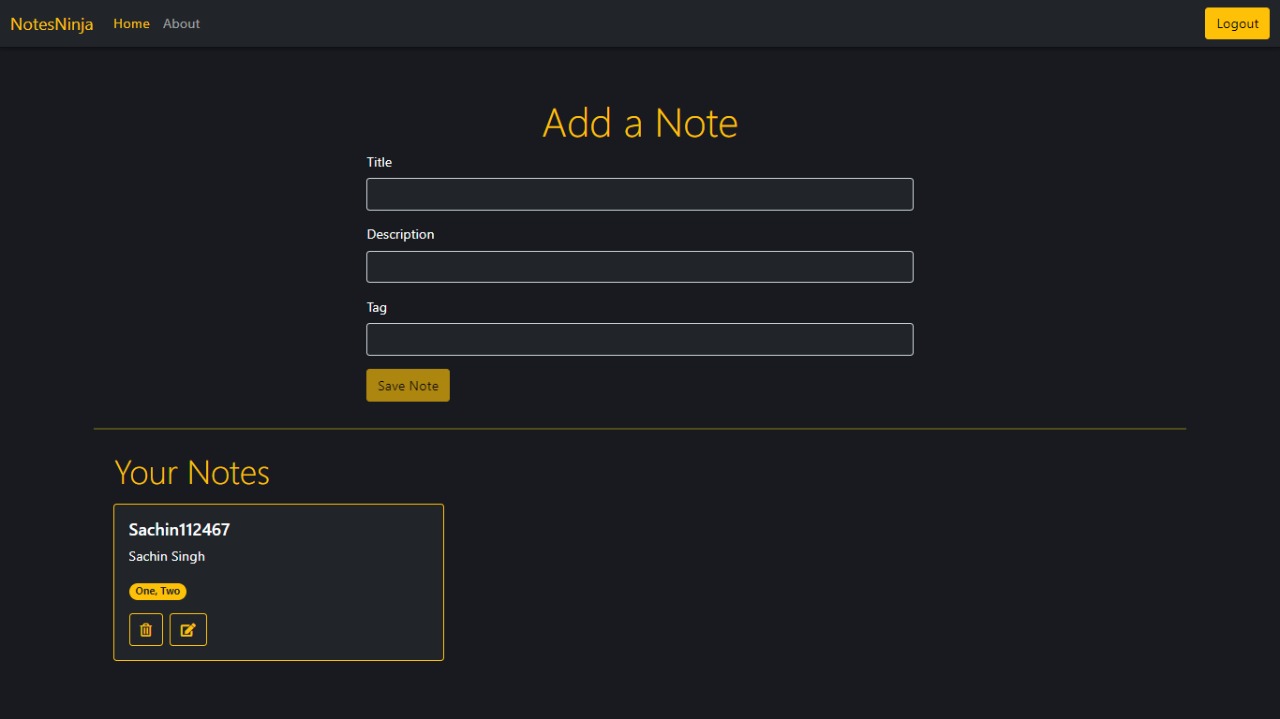 NotesNinja Home About Logout
Add a Note
Title
Description
Tag
Save Note
Your Notes
Sachin112467
Sachin Singh
One, Two